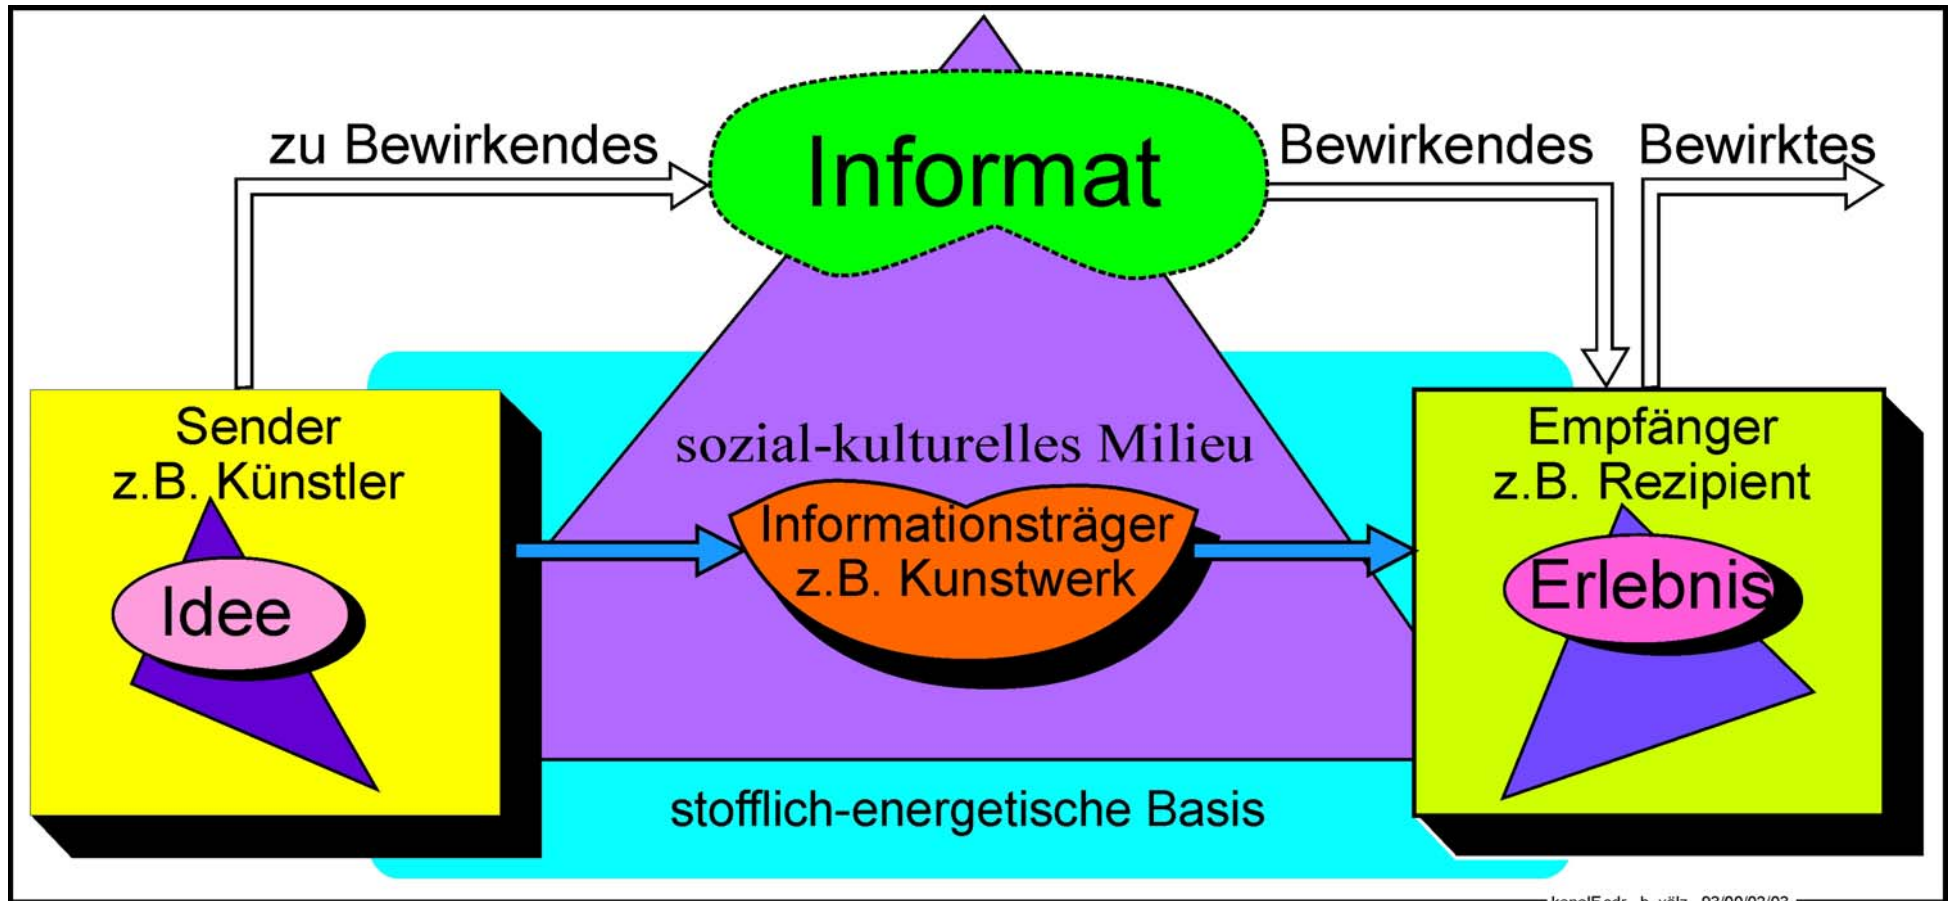 zu Bewirkendes
Informat
Bewirkendes
Bewirktes
Sender
z.B. Künstler
Idee
sozial-kulturelles Milieu
Informationsträger
z.B. Kunstwerk
Empfänger
z.B. Rezipient
Erlebnis
stofflich-energetische Basis